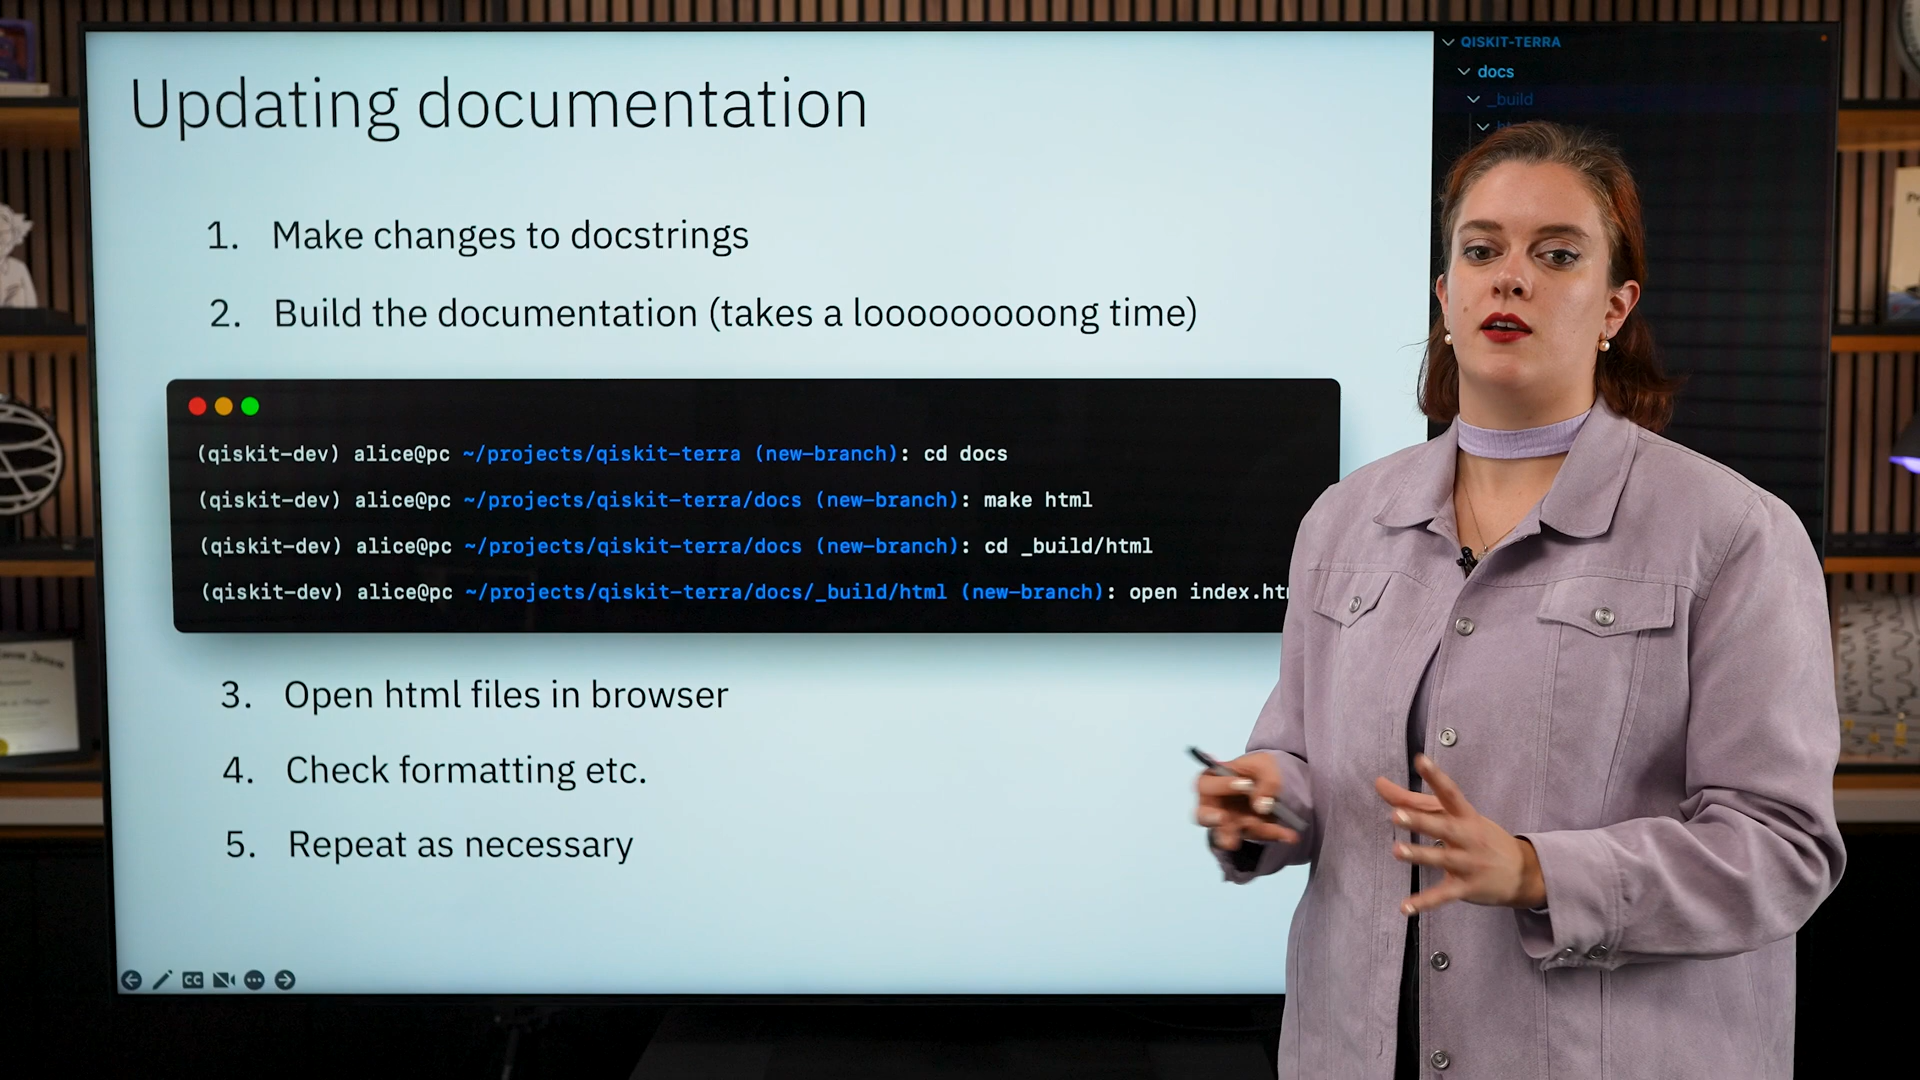 Updating documentation
1. Make changes to docstrings
2. Build the documentation (takes a looooooooong time)
(qiskit-dev) alice@pc ~/projects/qiskit-terra (new-branch): cd docs
(qiskit-dev) alice@pc ~/projects/qiskit-terra/docs (new-branch): make html
(qiskit-dev) alice@pc ~/projects/qiskit-terra/docs (new-branch): cd _build/html
(qiskit-dev) alice@pc ~/projects/qiskit-terra/docs/_build/html (new-branch): open index.htm
3. Open html files in browser
4. Check formatting etc.
5. Repeat as necessary
CC
QISKIT-TERRA
docs
_build